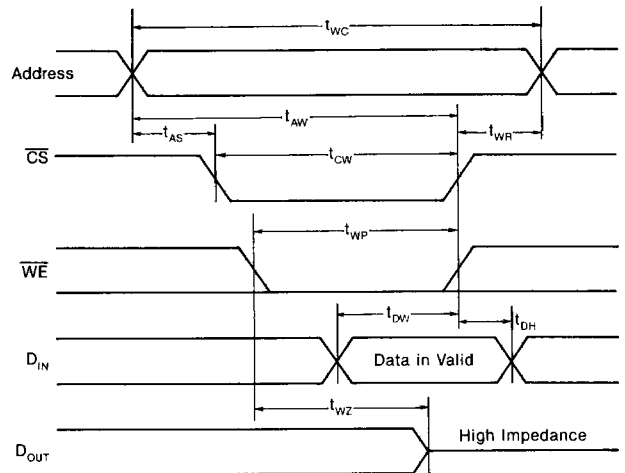 t_WC
Address
t_AW
t_AS
t_WR
CS
t_CW
t_WP
WE
t_DW
t_DH
D_IN
Data in Valid
t_WZ
High Impedance
D_OUT